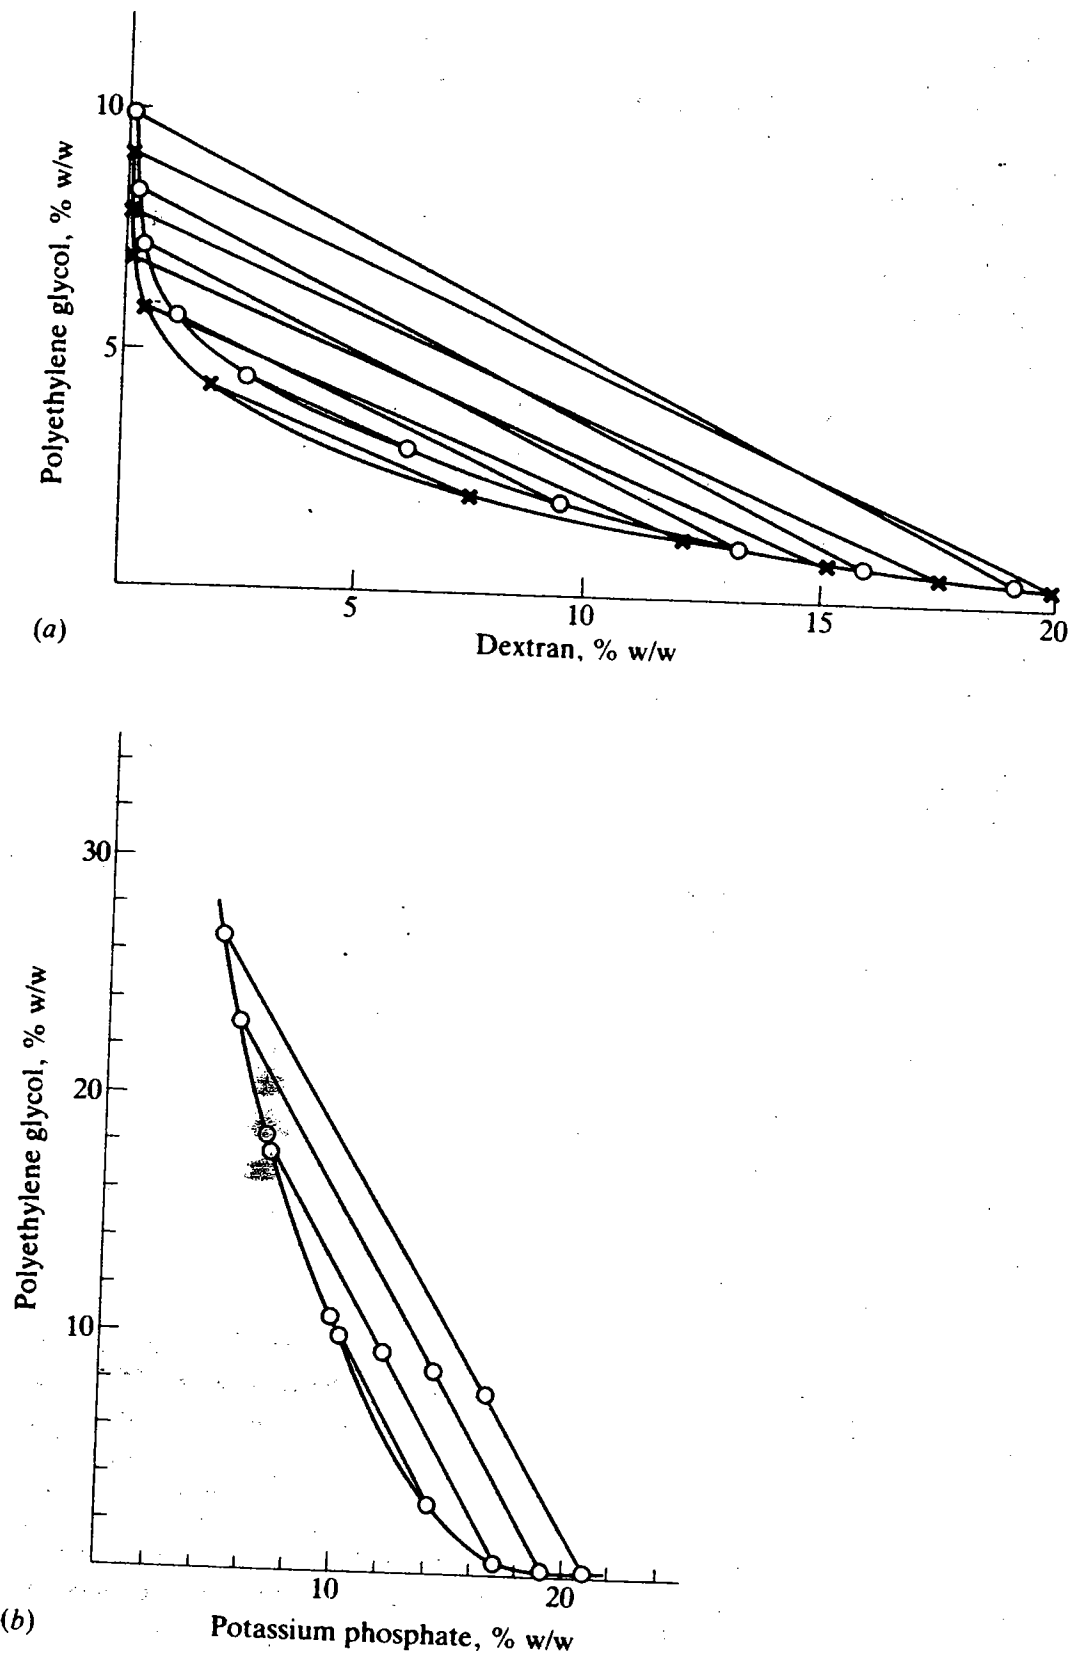 10
Polyethylene glycol, % w/w
5
5
10
15
20
Dextran, % w/w
(a)
30
Polyethylene glycol, % w/w
20
10
10
20
(b)
Potassium phosphate, % w/w